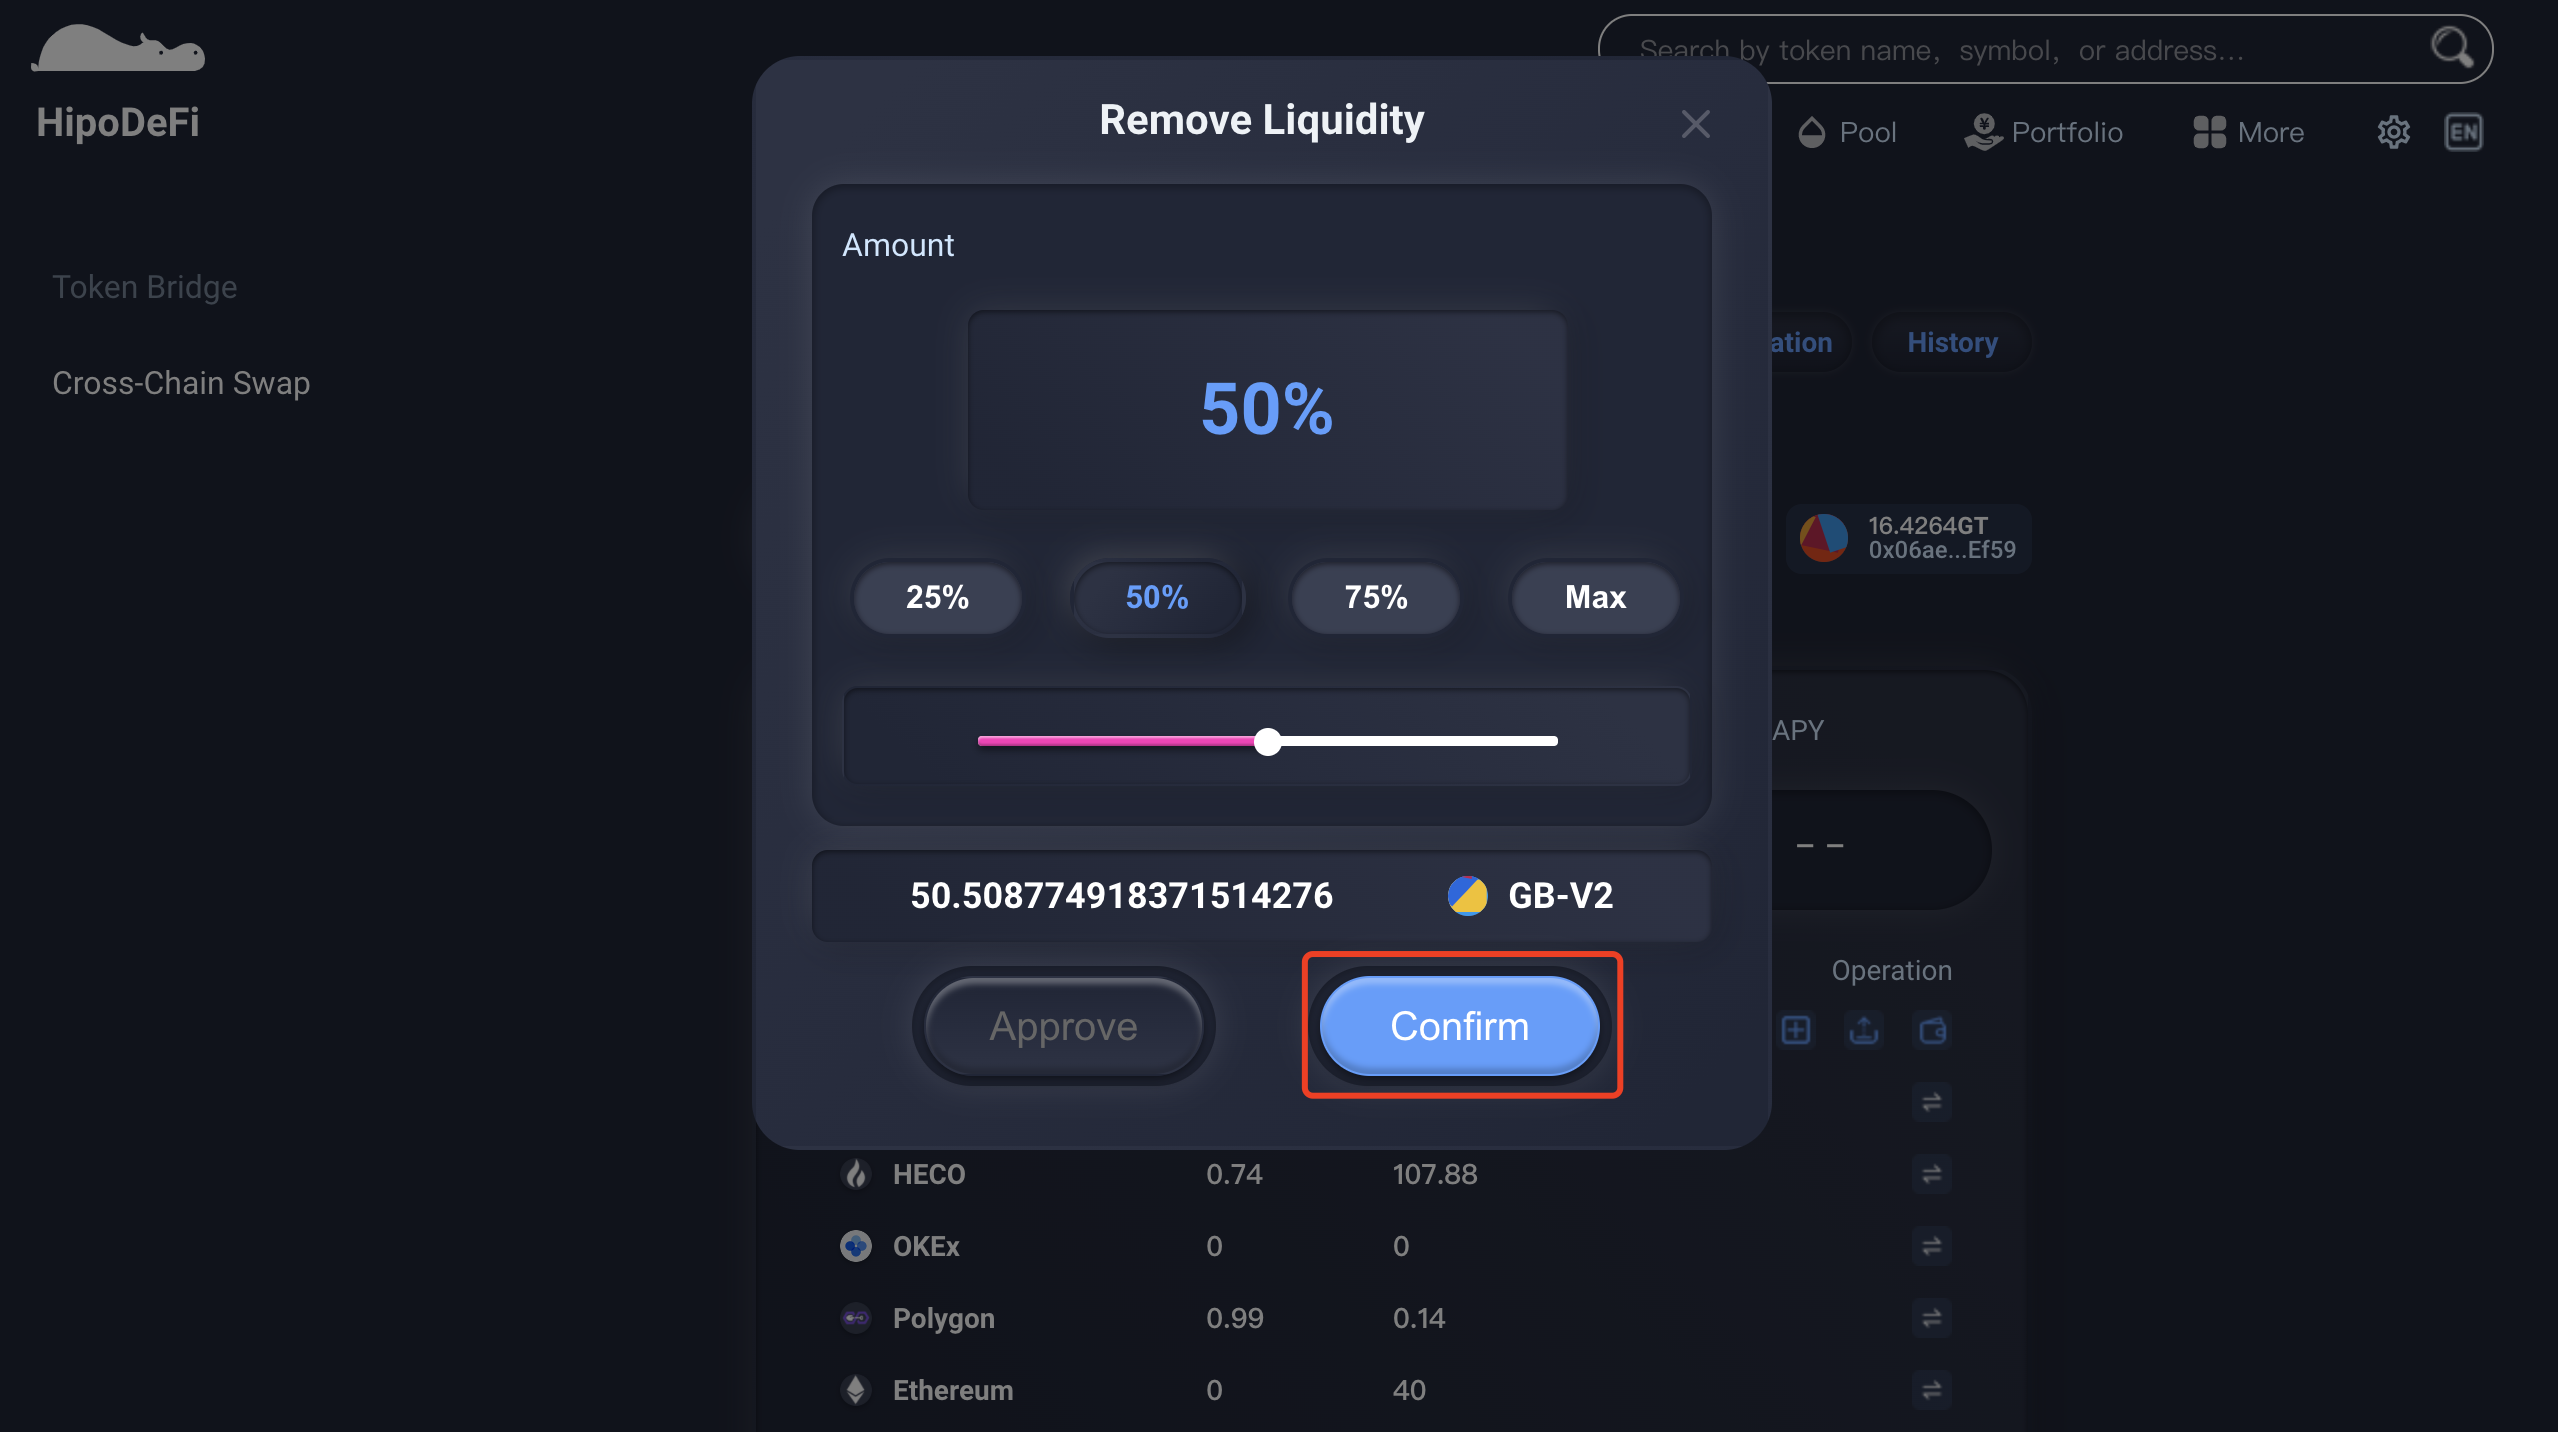 Search by token name, symbol, or address...
HipoDeFi
Remove Liquidity
Pool
Portfolio
More
EN
Amount
Token Bridge
50%
ation
History
Cross-Chain Swap
16.4264GT
0x06ae...Ef59
25%
50%
75%
Max
APY
--
50.508774918371514276
GB-V2
Operation
Approve
Confirm
HECO 0.74 107.88
OKEx 0 0
Polygon 0.99 0.14
Ethereum 0 40